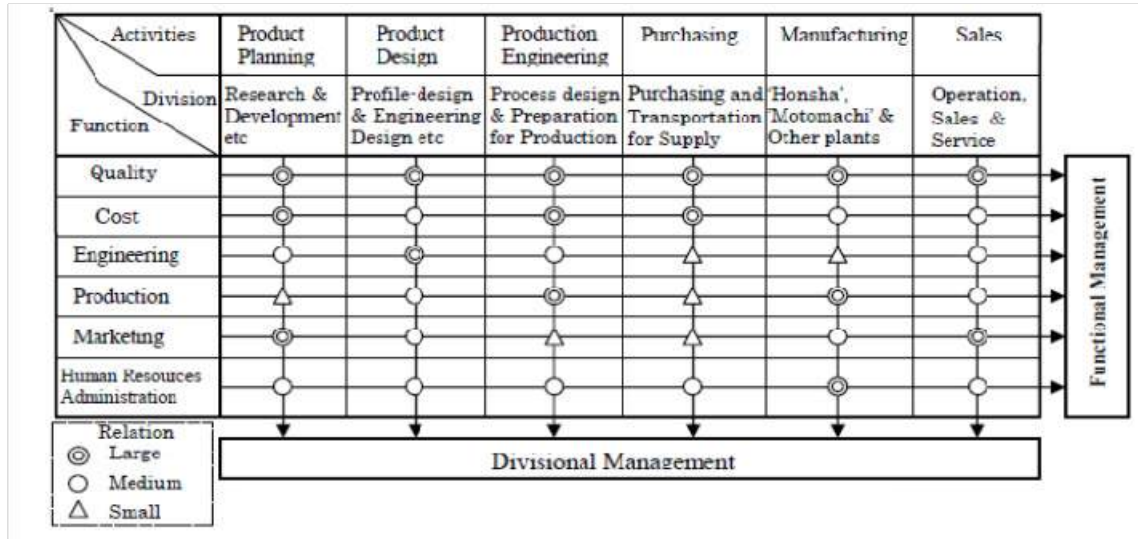 Activities
Product
Planning
Product
Design
Production
Engineering
Purchasing
Manufacturing
Sales
Division
Function
Research &
Development
etc
Profile-design
& Engineering
Design etc
Process design
& Preparation
for Production
Purchasing and
Transportation
for Supply
'Honsha',
'Motomachi' &
Other plants
Operation,
Sales &
Service
Quality
Cost
Engineering
Production
Marketing
Human Resources
Administration
Functional Management
Relation
Large
Medium
Small
Divisional Management